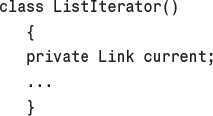 class ListIterator()
{
private Link current;
...
}